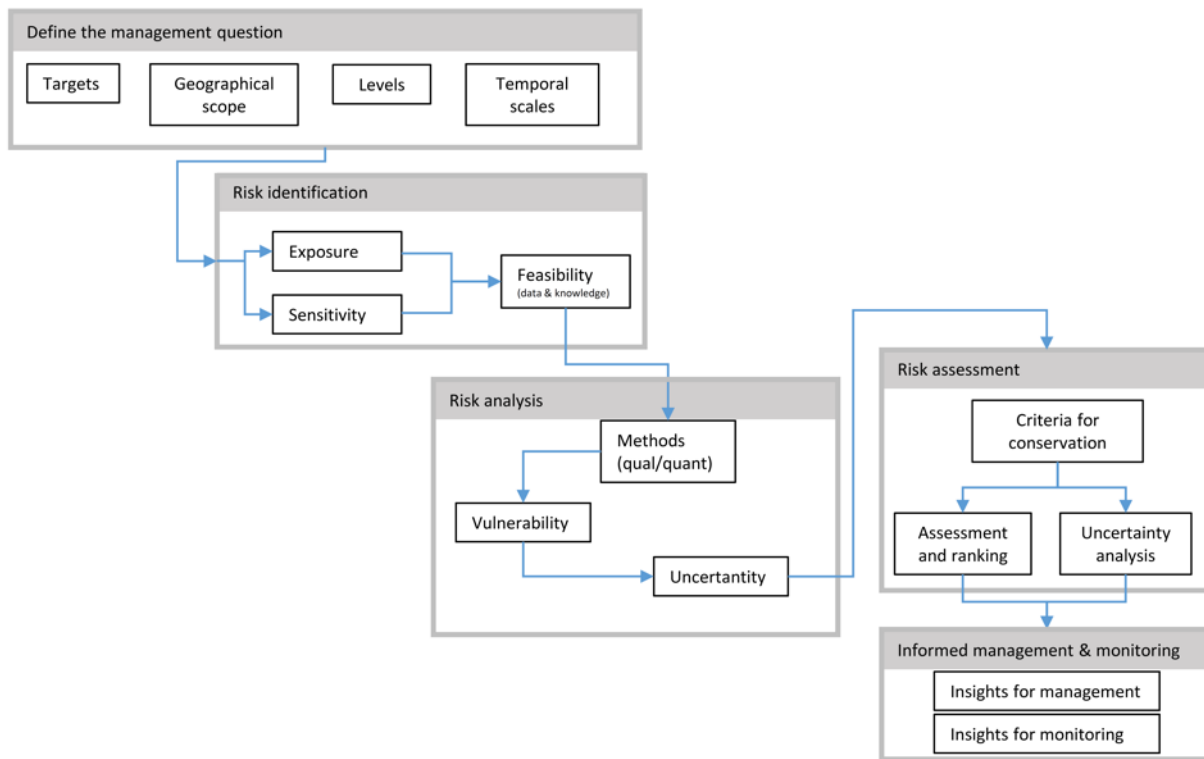 Define the management question
Targets
Geographical
scope
Levels
Temporal
scales
Risk identification
Exposure
Sensitivity
Feasibility
(data & knowledge)
Risk analysis
Methods
(qual/quant)
Vulnerability
Uncertantity
Risk assessment
Criteria for
conservation
Assessment
and ranking
Uncertainty
analysis
Informed management & monitoring
Insights for management
Insights for monitoring